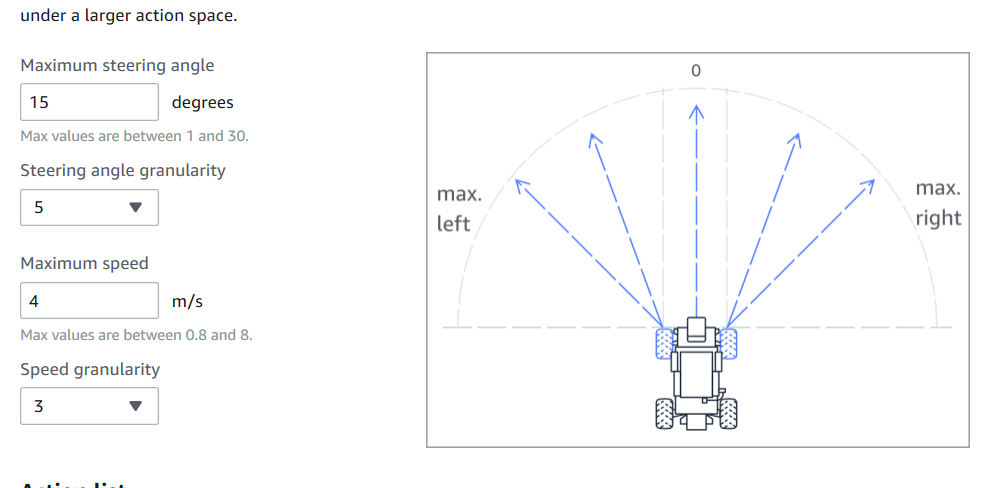 under a larger action space.
Maximum steering angle
15 degrees
Max values are between 1 and 30.
Steering angle granularity
5
Maximum speed
4 m/s
Max values are between 0.8 and 8.
Speed granularity
3
0
max.
left
max.
right
Action list